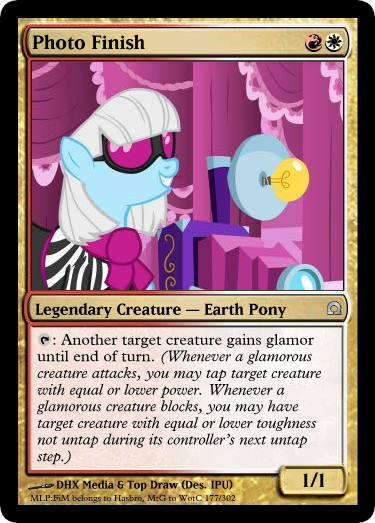 Photo Finish
Legendary Creature — Earth Pony
: Another target creature gains glamor
until end of turn. (Whenever a glamorous
creature attacks, you may tap target creature
with equal or lower power. Whenever a
glamorous creature blocks, you may have
target creature with equal or lower toughness
not untap during its controller's next untap
step.)
DHX Media & Top Draw (Des. IPU)
MLP:FiM belongs to Hasbro, MtG to WotC 177/302
1/1